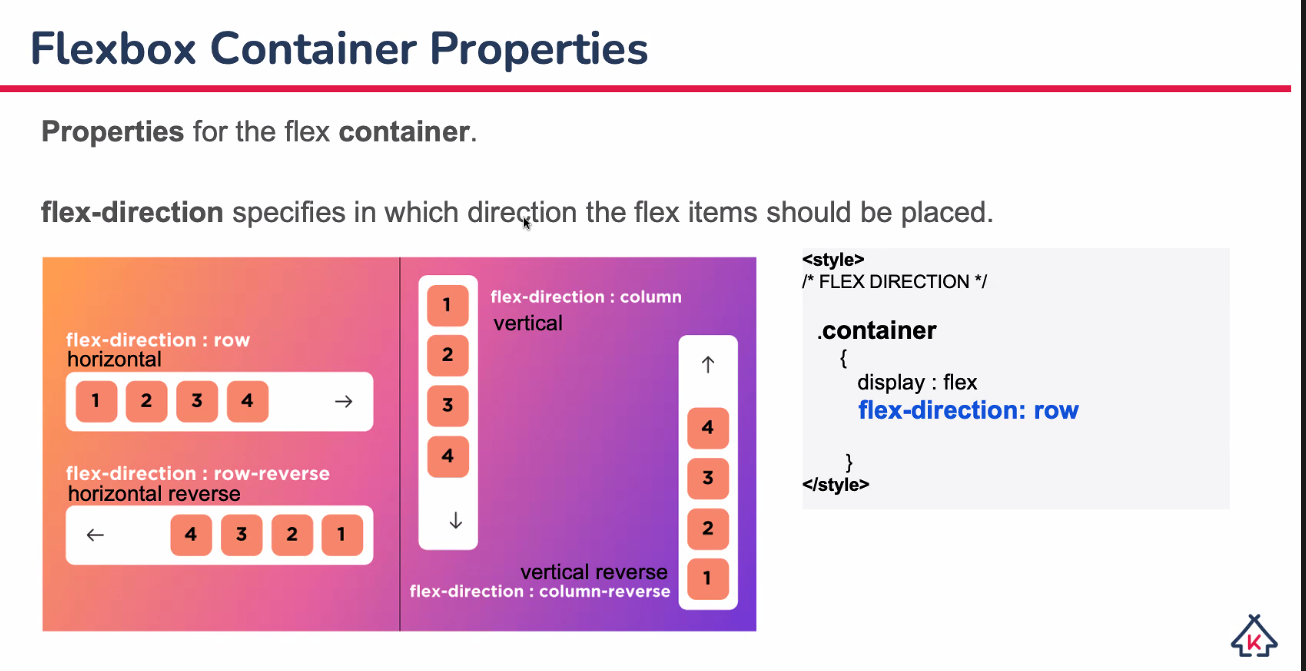 Flexbox Container Properties
Properties for the flex container.
flex-direction specifies in which direction the flex items should be placed.
flex-direction : row
horizontal
1 2 3 4 →
flex-direction : row-reverse
horizontal reverse
← 4 3 2 1
1
2
3
4
↓
flex-direction : column
vertical
↑
4
3
2
1
vertical reverse
flex-direction : column-reverse
<style>
/* FLEX DIRECTION */
.container
{
display : flex
flex-direction: row
}
</style>
K